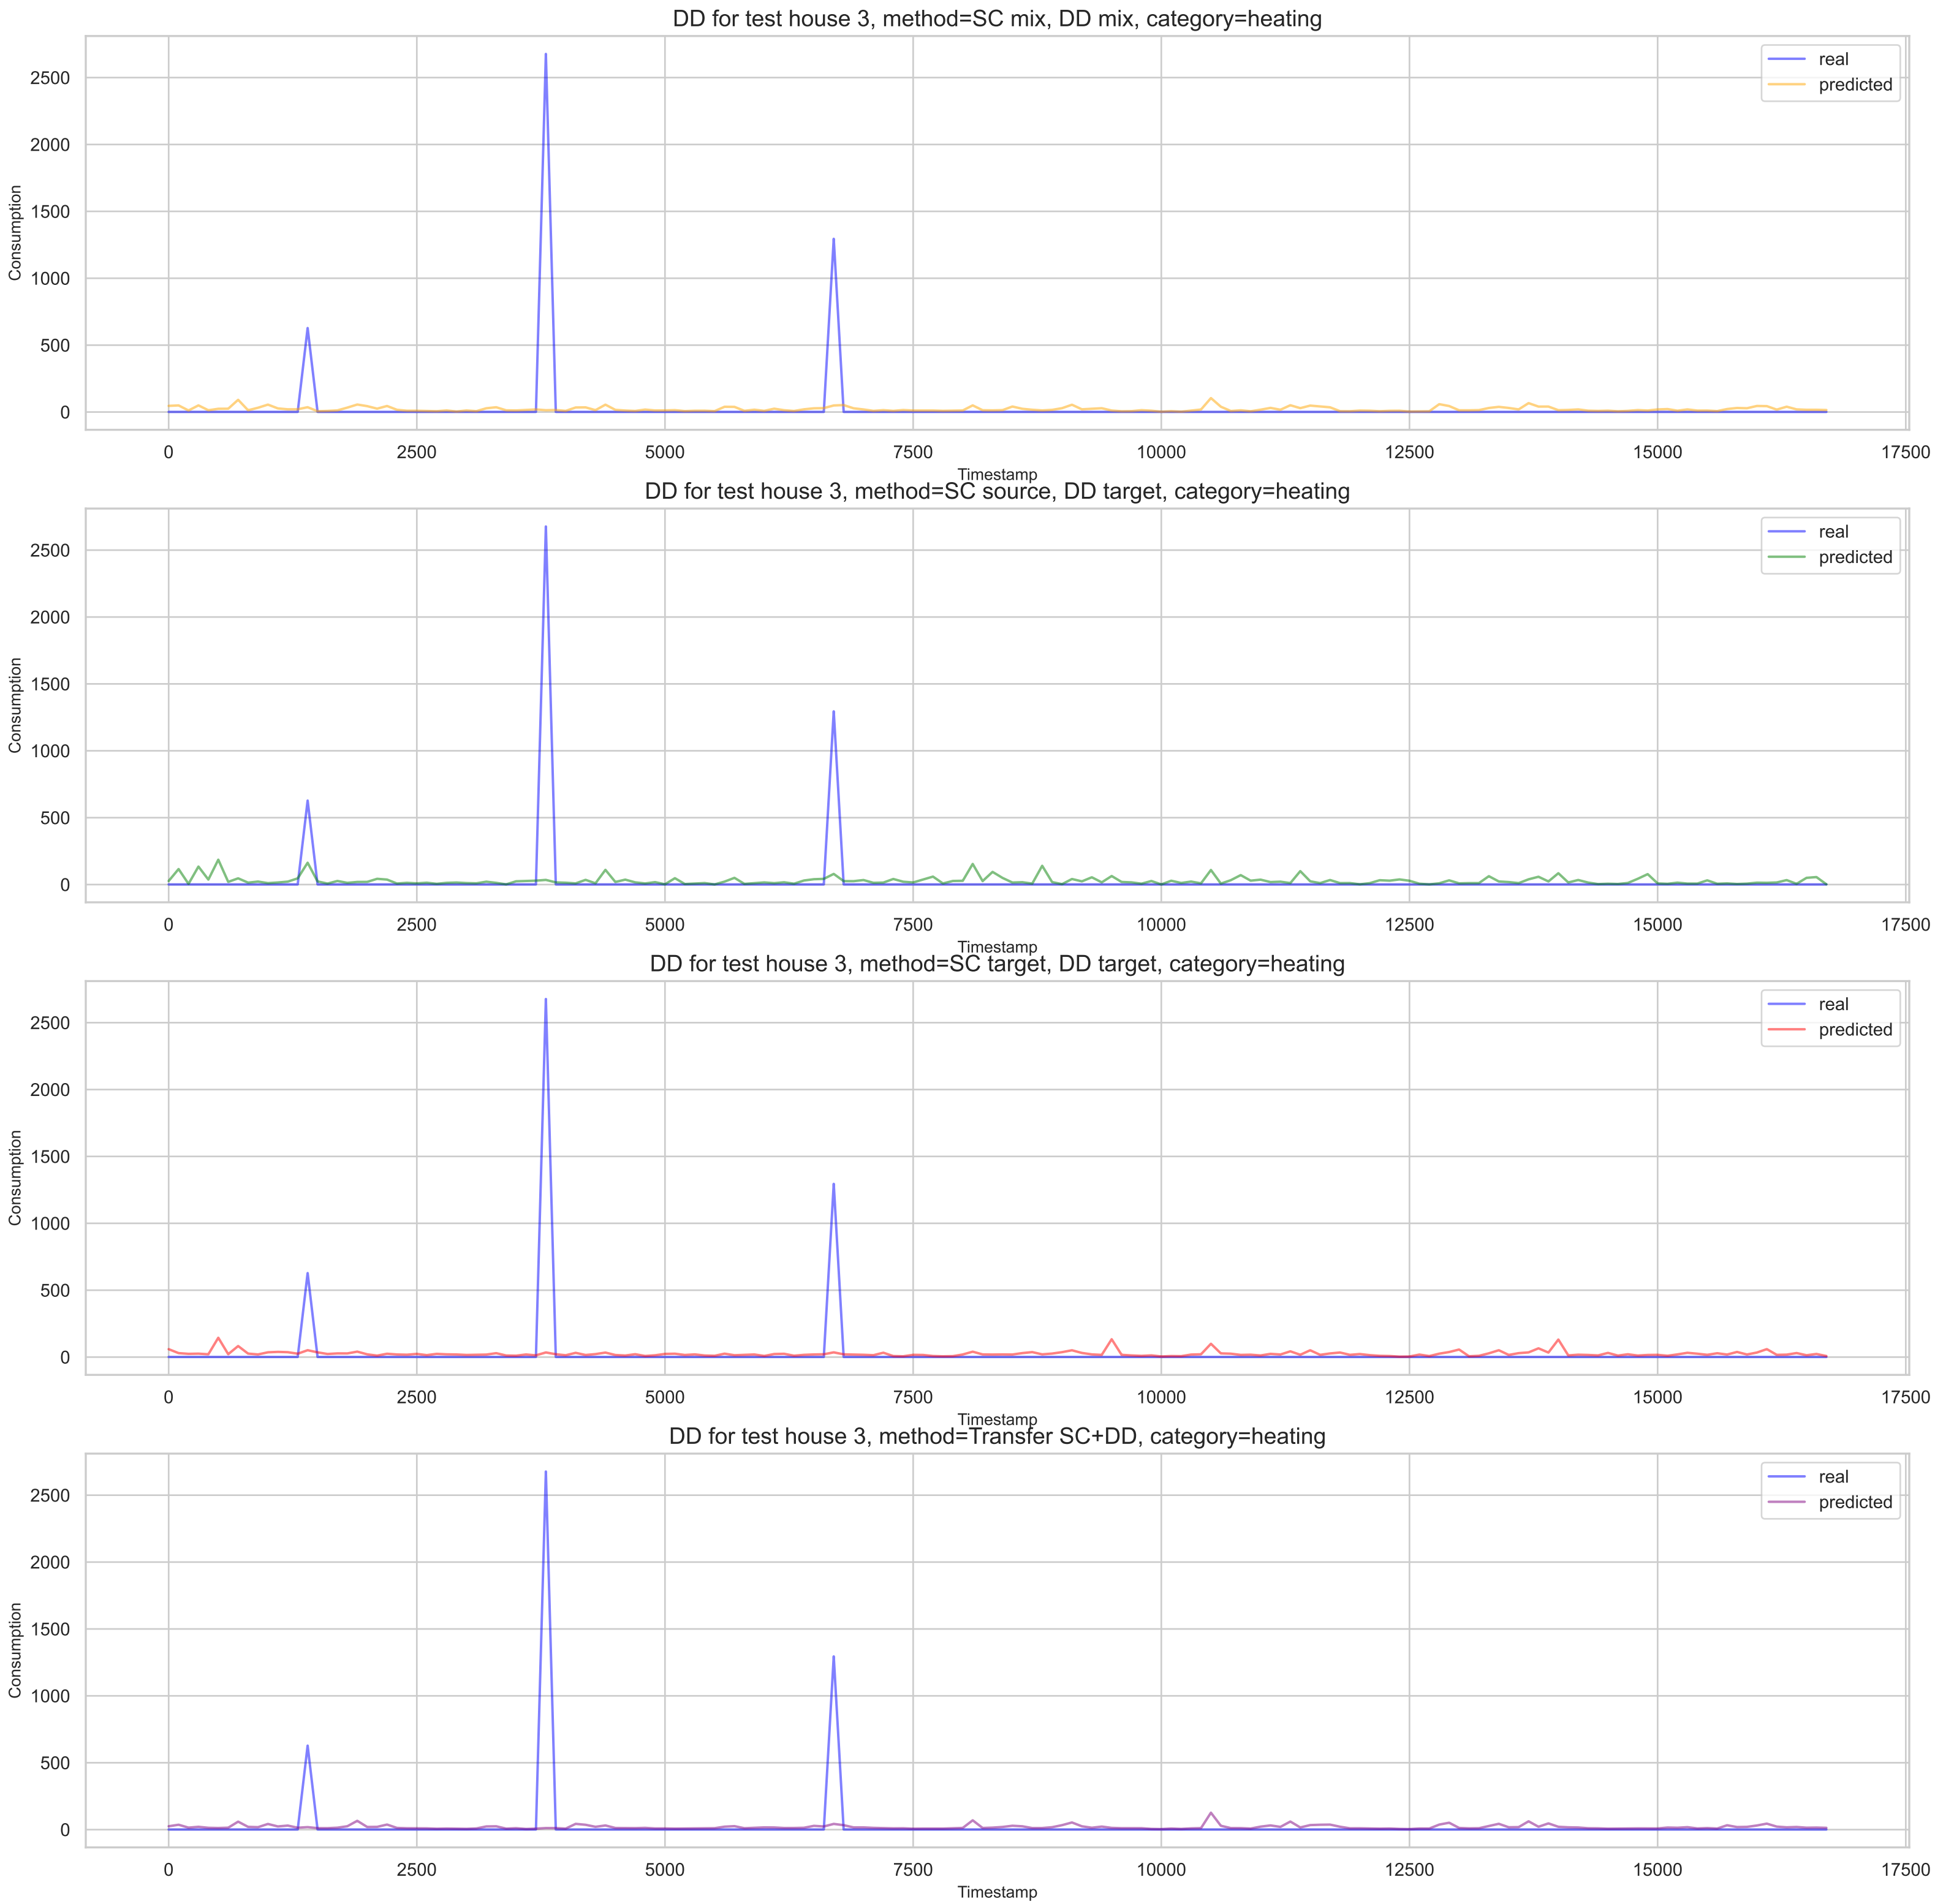 DD for test house 3, method=SC mix, DD mix, category=heating
real
predicted
2500
2000
1500
1000
500
0
Consumption
0 2500 5000 7500 10000 12500 15000 17500
Timestamp
DD for test house 3, method=SC source, DD target, category=heating
real
predicted
2500
2000
1500
1000
500
0
Consumption
0 2500 5000 7500 10000 12500 15000 17500
Timestamp
DD for test house 3, method=SC target, DD target, category=heating
real
predicted
2500
2000
1500
1000
500
0
Consumption
0 2500 5000 7500 10000 12500 15000 17500
Timestamp
DD for test house 3, method=Transfer SC+DD, category=heating
real
predicted
2500
2000
1500
1000
500
0
Consumption
0 2500 5000 7500 10000 12500 15000 17500
Timestamp